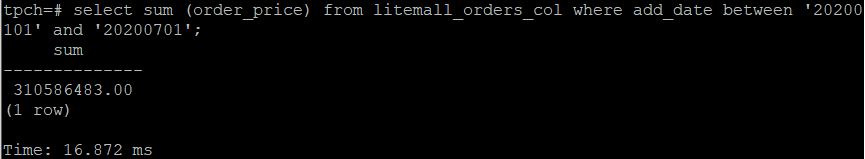 tpch=# select sum (order_price) from litemall_orders_col where add_date between '20200
101' and '20200701';
sum
--------------
310586483.00
(1 row)
Time: 16.872 ms